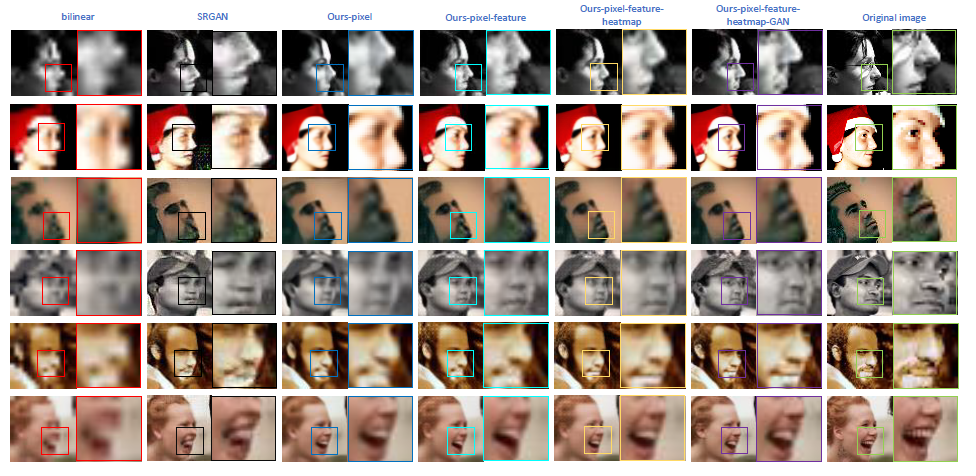 bilinear
SRGAN
Ours-pixel
Ours-pixel-feature
Ours-pixel-feature-
heatmap
Ours-pixel-feature-
heatmap-GAN
Original image